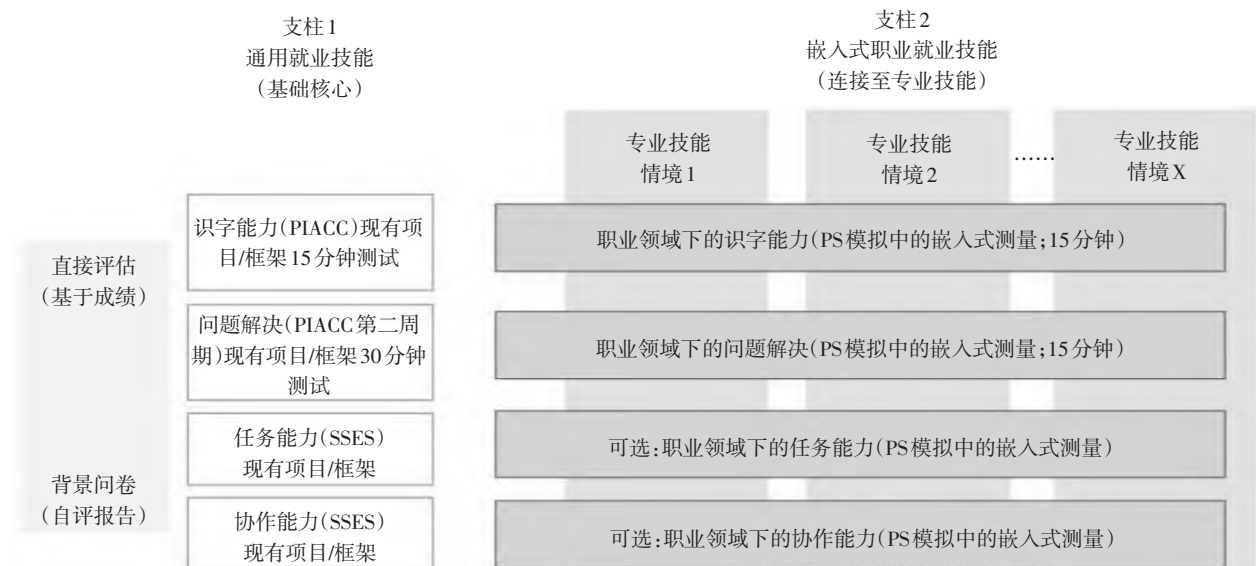 支柱1
通用就业技能
（基础核心）
支柱2
嵌入式职业就业技能
（连接至专业技能）
专业技能
情境1
专业技能
情境2
……
专业技能
情境X
直接评估
（基于成绩）
识字能力（PIACC）现有项
目/框架15分钟测试
职业领域下的识字能力（PS模拟中的嵌入式测量；15分钟）
问题解决（PIACC第二周
期）现有项目/框架30分钟
测试
职业领域下的问题解决（PS模拟中的嵌入式测量；15分钟）
背景问卷
（自评报告）
任务能力（SSES）
现有项目/框架
可选：职业领域下的任务能力（PS模拟中的嵌入式测量）
协作能力（SSES）
现有项目/框架
可选：职业领域下的协作能力（PS模拟中的嵌入式测量）